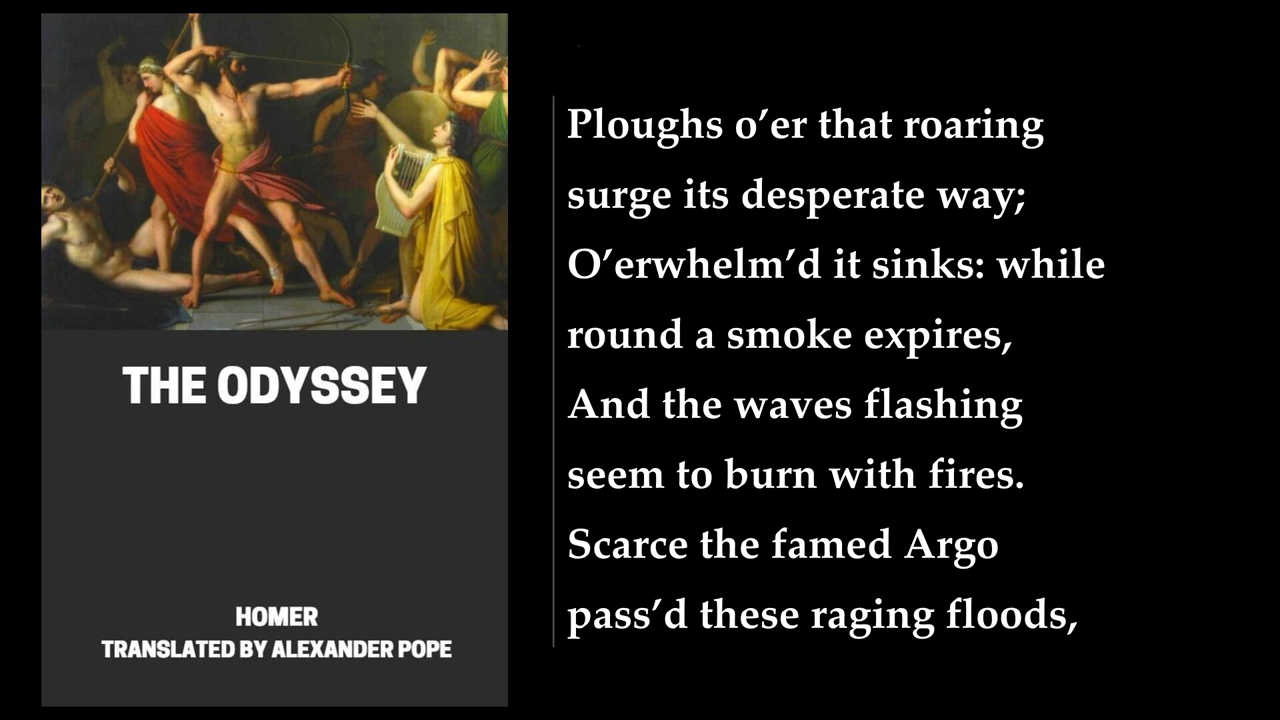 THE ODYSSEY
HOMER
TRANSLATED BY ALEXANDER POPE
Ploughs o’er that roaring
surge its desperate way;
O’erwhelm’d it sinks: while
round a smoke expires,
And the waves flashing
seem to burn with fires.
Scarce the famed Argo
pass’d these raging floods,